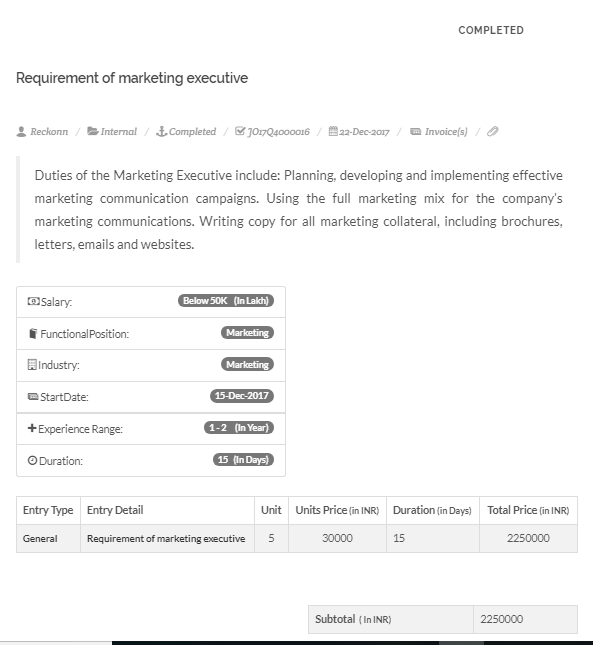 COMPLETED
Requirement of marketing executive
Reckonn / Internal / Completed / JO17Q4000016 / 22-Dec-2017 / Invoice(s) /
Duties of the Marketing Executive include: Planning, developing and implementing effective
marketing communication campaigns. Using the full marketing mix for the company's
marketing communications. Writing copy for all marketing collateral, including brochures,
letters, emails and websites.
Salary: Below 50K (In Lakh)
FunctionalPosition: Marketing
Industry: Marketing
StartDate: 15-Dec-2017
Experience Range: 1 - 2 (In Year)
Duration: 15 (In Days)
Entry Type Entry Detail Unit Units Price (in INR) Duration (in Days) Total Price (in INR)
General Requirement of marketing executive 5 30000 15 2250000
Subtotal ( In INR) 2250000